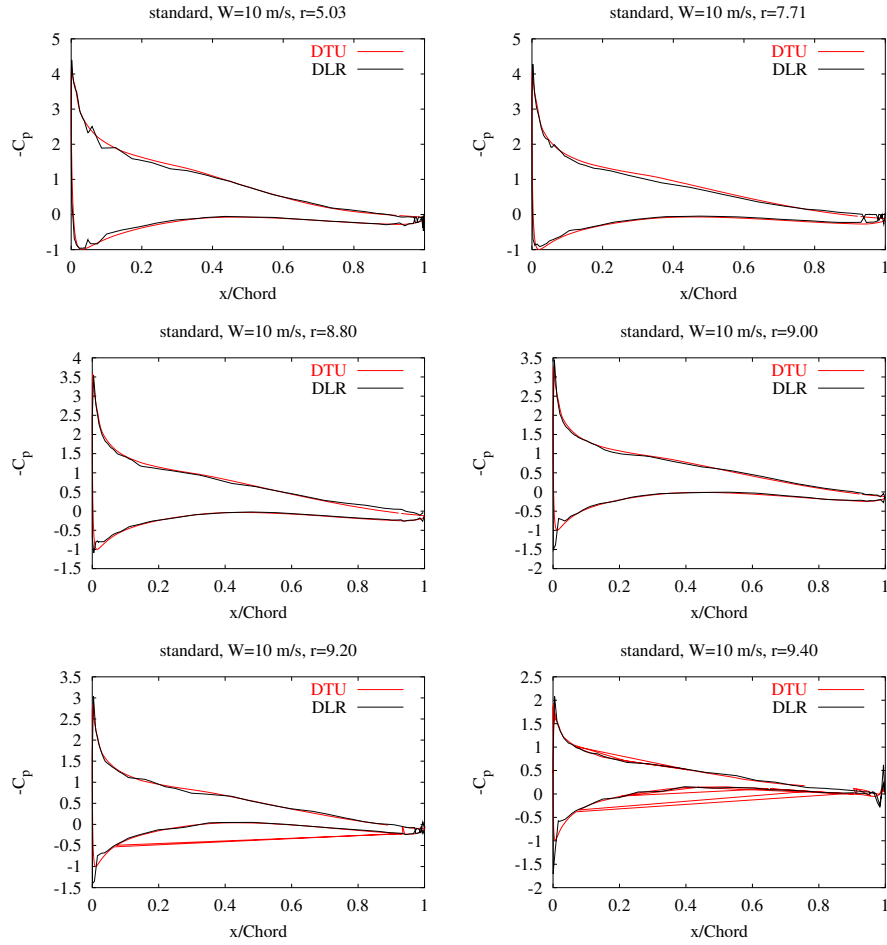 standard, W=10 m/s, r=5.03
5
4
3
2
1
0
-1
-Cp
DTU
DLR
0 0.2 0.4 0.6 0.8 1
x/Chord
standard, W=10 m/s, r=7.71
5
4
3
2
1
0
-1
-Cp
DTU
DLR
0 0.2 0.4 0.6 0.8 1
x/Chord
standard, W=10 m/s, r=8.80
4
3.5
3
2.5
2
1.5
1
0.5
0
-0.5
-1
-1.5
-Cp
DTU
DLR
0 0.2 0.4 0.6 0.8 1
x/Chord
standard, W=10 m/s, r=9.00
3.5
3
2.5
2
1.5
1
0.5
0
-0.5
-1
-1.5
-2
-Cp
DTU
DLR
0 0.2 0.4 0.6 0.8 1
x/Chord
standard, W=10 m/s, r=9.20
3.5
3
2.5
2
1.5
1
0.5
0
-0.5
-1
-1.5
-Cp
DTU
DLR
0 0.2 0.4 0.6 0.8 1
x/Chord
standard, W=10 m/s, r=9.40
2.5
2
1.5
1
0.5
0
-0.5
-1
-1.5
-2
-Cp
DTU
DLR
0 0.2 0.4 0.6 0.8 1
x/Chord